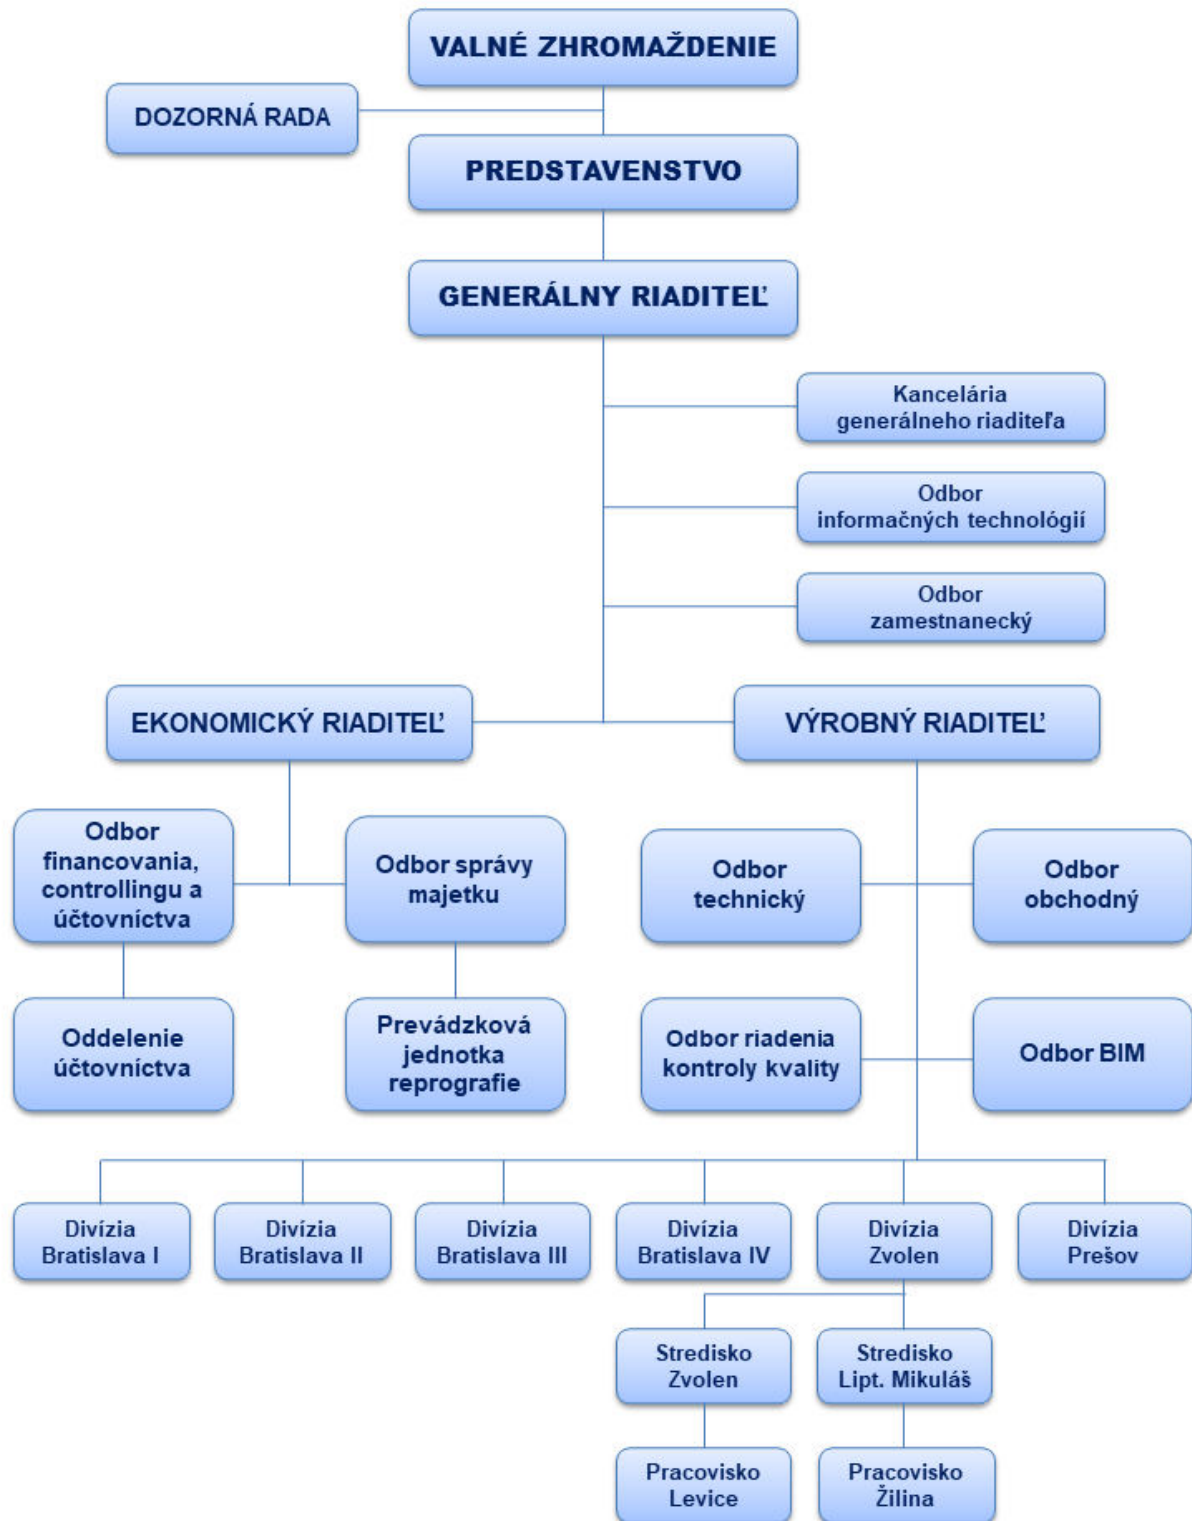 VALNÉ ZHROMAŽDENIE
DOZORNÁ RADA
PREDSTAVENSTVO
GENERÁLNY RIADITEĽ
Kancelária
generálneho riaditeľa
Odbor
informačných technológií
Odbor
zamestnanecký
EKONOMICKÝ RIADITEĽ
VÝROBNÝ RIADITEĽ
Odbor
financovania,
controllingu a
účtovníctva
Odbor správy
majetku
Odbor
technický
Odbor
obchodný
Oddelenie
účtovníctva
Prevádzková
jednotka
reprografie
Odbor riadenia
kontroly kvality
Odbor BIM
Divízia
Bratislava I
Divízia
Bratislava II
Divízia
Bratislava III
Divízia
Bratislava IV
Divízia
Zvolen
Divízia
Prešov
Stredisko
Zvolen
Stredisko
Lipt. Mikuláš
Pracovisko
Levice
Pracovisko
Žilina